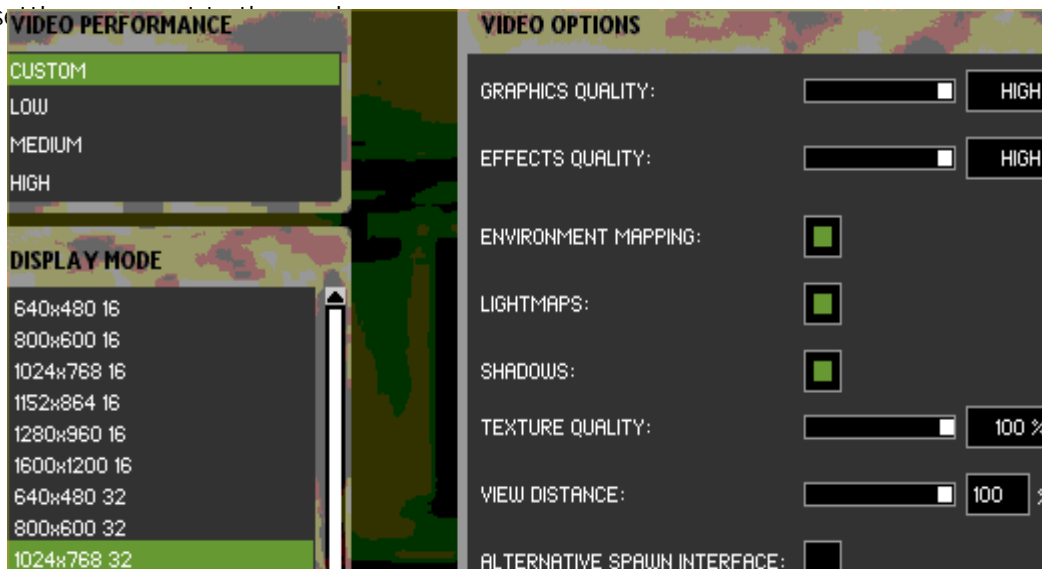 VIDEO PERFORMANCE
CUSTOM
LOW
MEDIUM
HIGH
DISPLAY MODE
640x480 16
800x600 16
1024x768 16
1152x864 16
1280x960 16
1600x1200 16
640x480 32
800x600 32
1024x768 32
VIDEO OPTIONS
GRAPHICS QUALITY: HIGH
EFFECTS QUALITY: HIGH
ENVIRONMENT MAPPING:
LIGHTMAPS:
SHADOWS:
TEXTURE QUALITY: 100 %
VIEW DISTANCE: 100 %
ALTERNATIVE SPAWN INTERFACE: